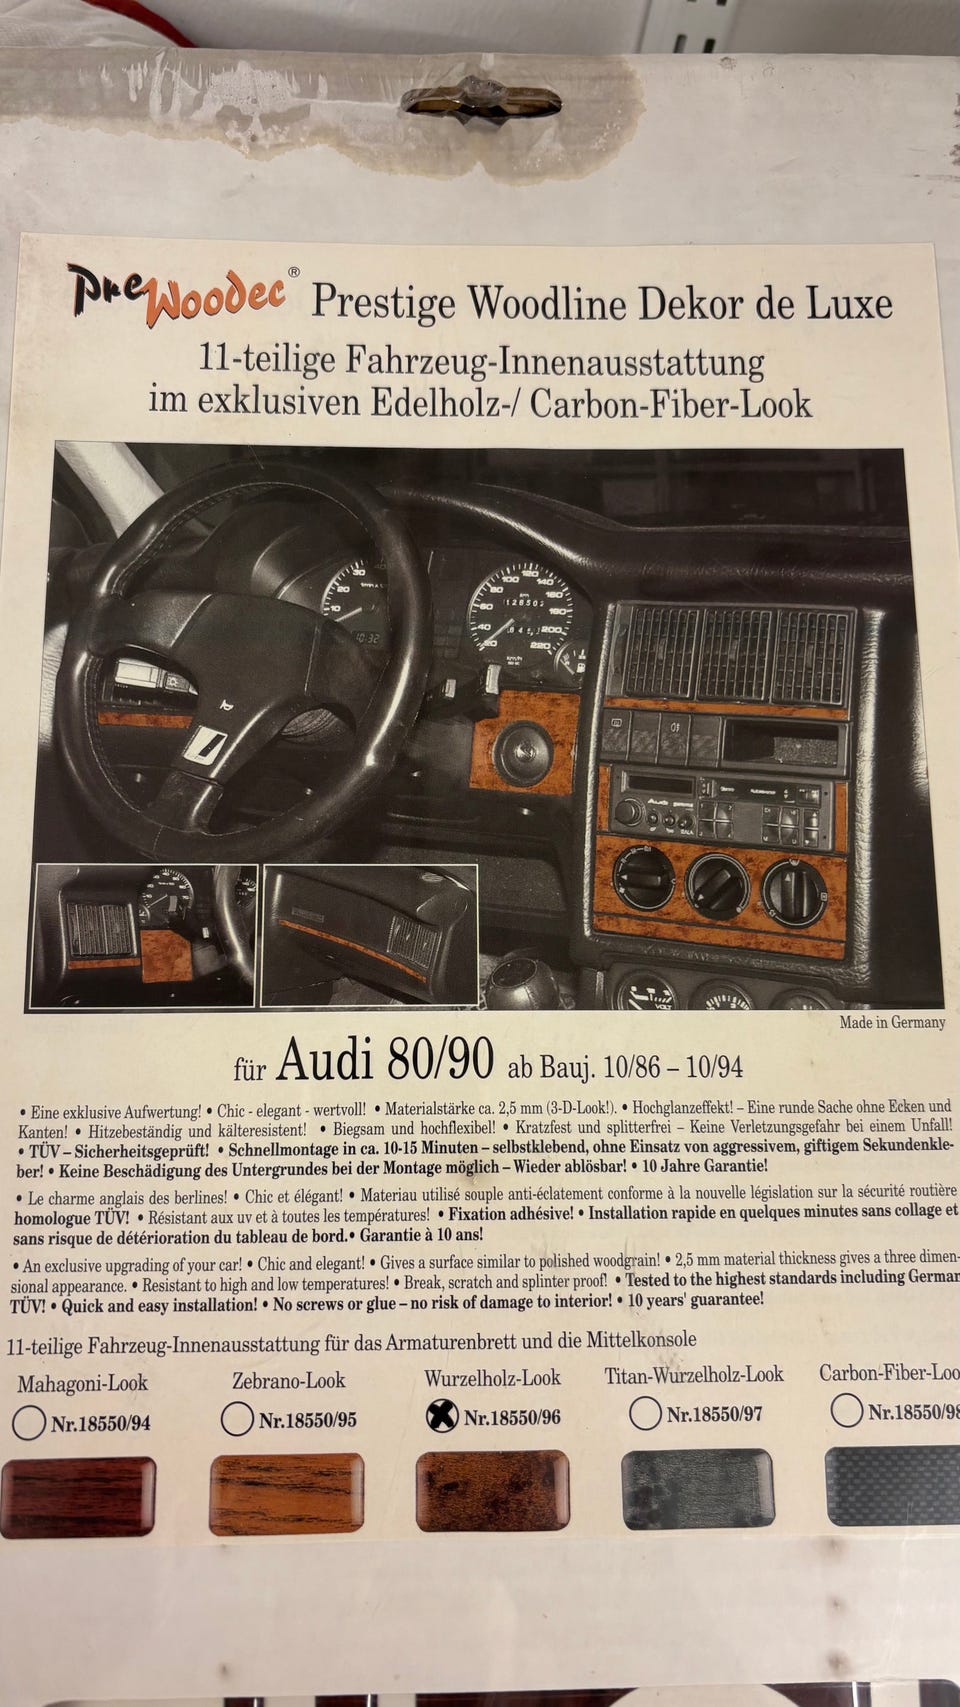 PreWoodec® Prestige Woodline Dekor de Luxe
11-teilige Fahrzeug-Innenausstattung
im exklusiven Edelholz-/ Carbon-Fiber-Look
Made in Germany
für Audi 80/90 ab Bauj. 10/86 – 10/94
• Eine exklusive Aufwertung! • Chic - elegant - wertvoll! • Materialstärke ca. 2,5 mm (3-D-Look!). • Hochglanzeffekt! – Eine runde Sache ohne Ecken und
Kanten! • Hitzebeständig und kälteresistent! • Biegsam und hochflexibel! • Kratzfest und splitterfrei – Keine Verletzungsgefahr bei einem Unfall!
• TÜV – Sicherheitsgeprüft! • Schnellmontage in ca. 10-15 Minuten – selbstklebend, ohne Einsatz von aggressivem, giftigem Sekundenkle-
ber! • Keine Beschädigung des Untergrundes bei der Montage möglich – Wieder ablösbar! • 10 Jahre Garantie!
• Le charme anglais des berlines! • Chic et élégant! • Materiau utilisé souple anti-éclatement conforme à la nouvelle législation sur la sécurité routière
homologue TÜV! • Résistant aux uv et à toutes les températures! • Fixation adhésive! • Installation rapide en quelques minutes sans collage et
sans risque de détérioration du tableau de bord. • Garantie à 10 ans!
• An exclusive upgrading of your car! • Chic and elegant! • Gives a surface similar to polished woodgrain! • 2,5 mm material thickness gives a three dimen-
sional appearance. • Resistant to high and low temperatures! • Break, scratch and splinter proof! • Tested to the highest standards including German
TÜV! • Quick and easy installation! • No screws or glue – no risk of damage to interior! • 10 years' guarantee!
11-teilige Fahrzeug-Innenausstattung für das Armaturenbrett und die Mittelkonsole
Mahagoni-Look Zebrano-Look Wurzelholz-Look Titan-Wurzelholz-Look Carbon-Fiber-Loo
Nr.18550/94 Nr.18550/95 Nr.18550/96 Nr.18550/97 Nr.18550/98